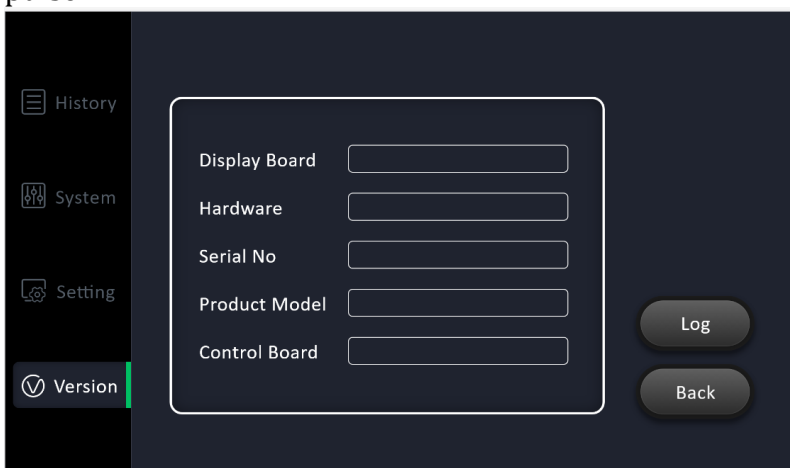 History
System
Setting
Version
Display Board
Hardware
Serial No
Product Model
Control Board
Log
Back